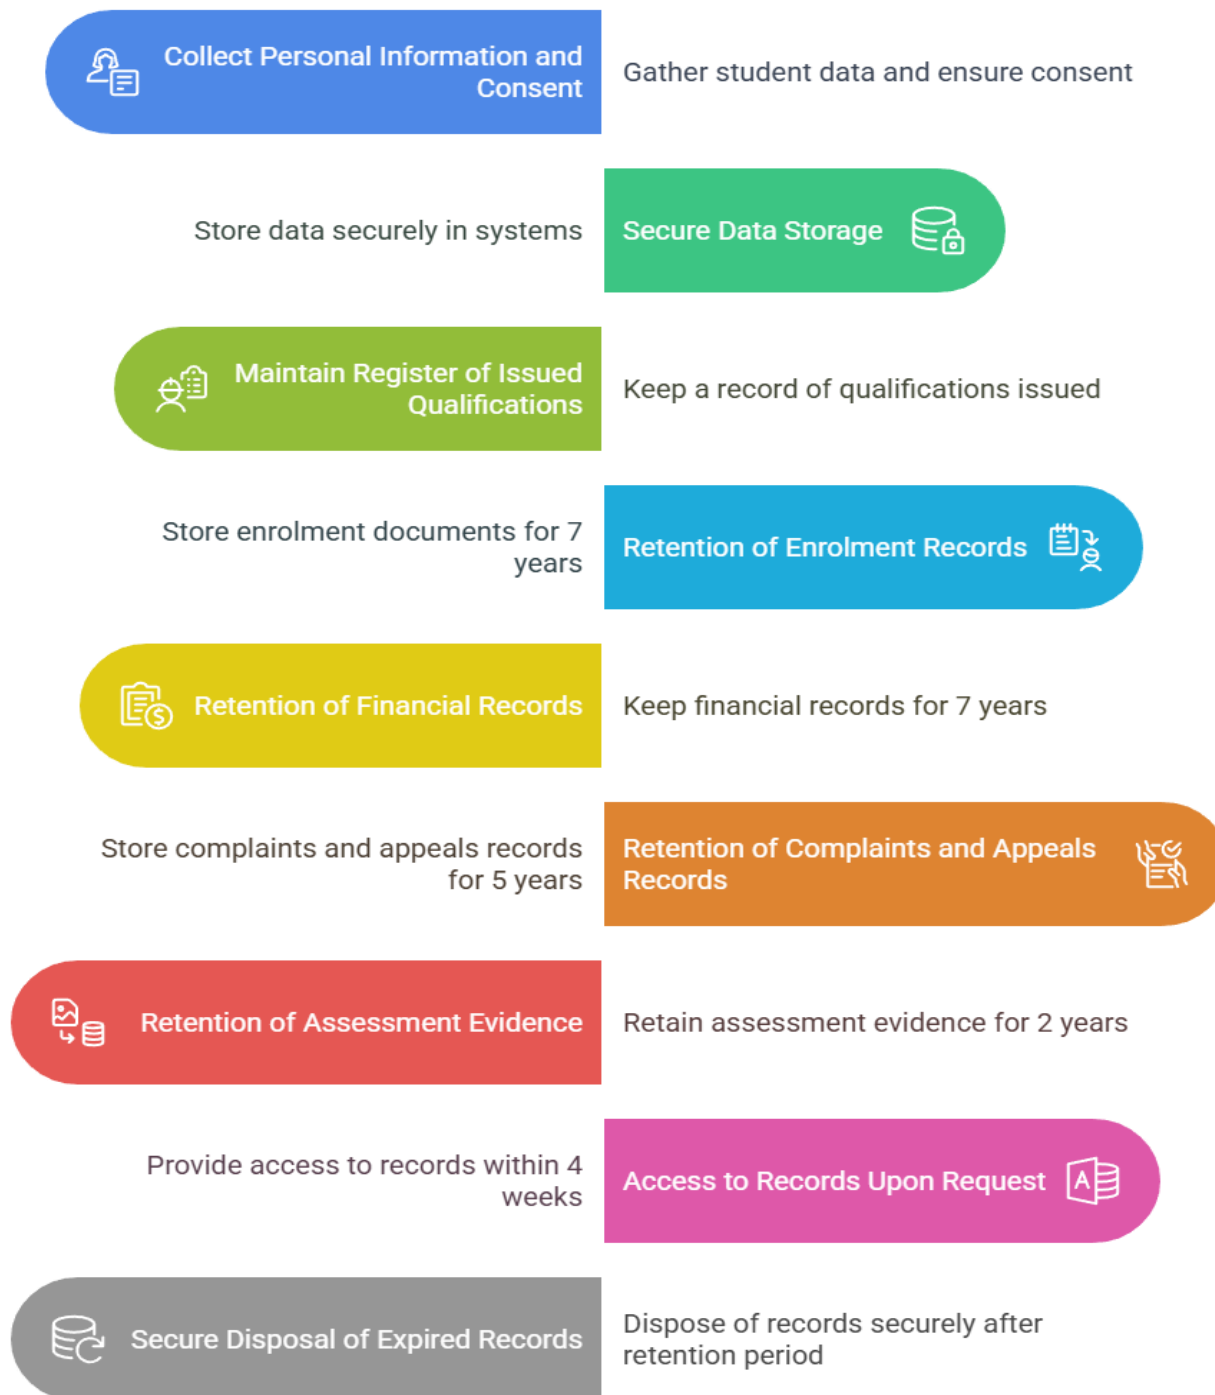 Collect Personal Information and
Consent
Gather student data and ensure consent
Store data securely in systems
Secure Data Storage
Maintain Register of Issued
Qualifications
Keep a record of qualifications issued
Store enrolment documents for 7
years
Retention of Enrolment Records
Retention of Financial Records
Keep financial records for 7 years
Store complaints and appeals records
for 5 years
Retention of Complaints and Appeals
Records
Retention of Assessment Evidence
Retain assessment evidence for 2 years
Provide access to records within 4
weeks
Access to Records Upon Request
A
Secure Disposal of Expired Records
Dispose of records securely after
retention period